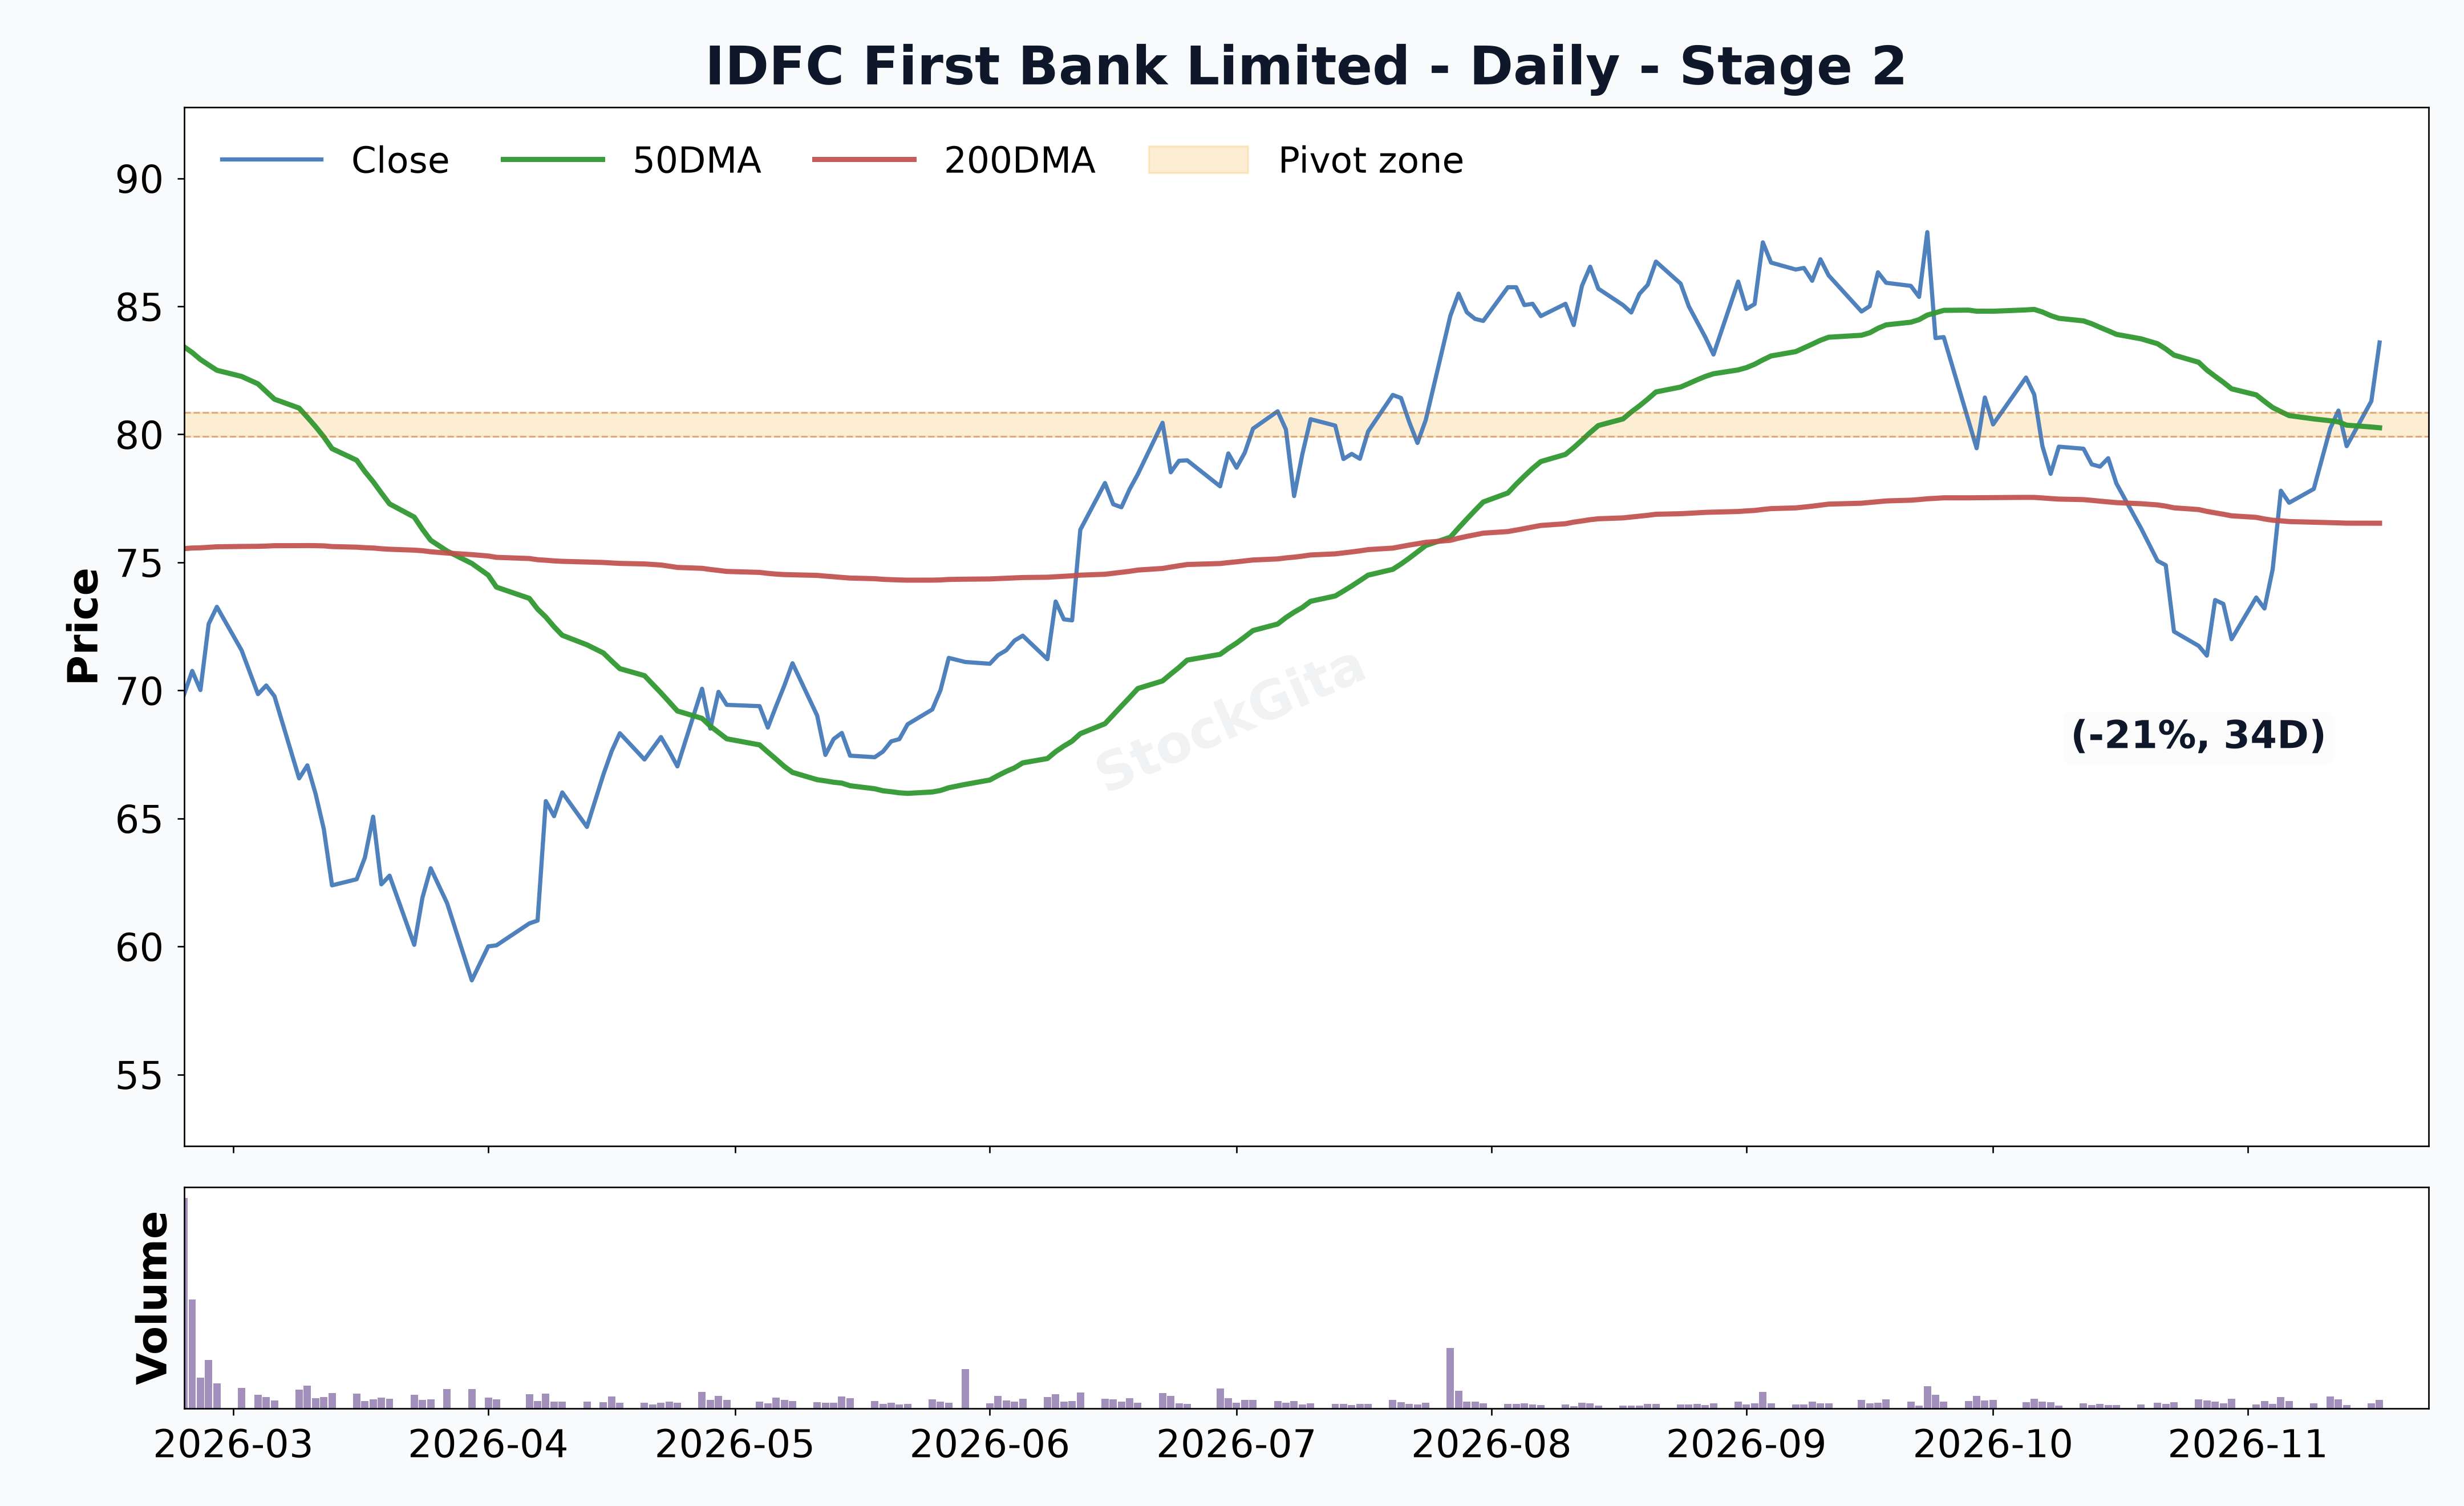 IDFC First Bank Limited - Daily - Stage 2
Close 50DMA 200DMA Pivot zone
90
85
80
75
70
65
60
55
Price
StockGita
(-21%, 34D)
Volume
2026-03 2026-04 2026-05 2026-06 2026-07 2026-08 2026-09 2026-10 2026-11